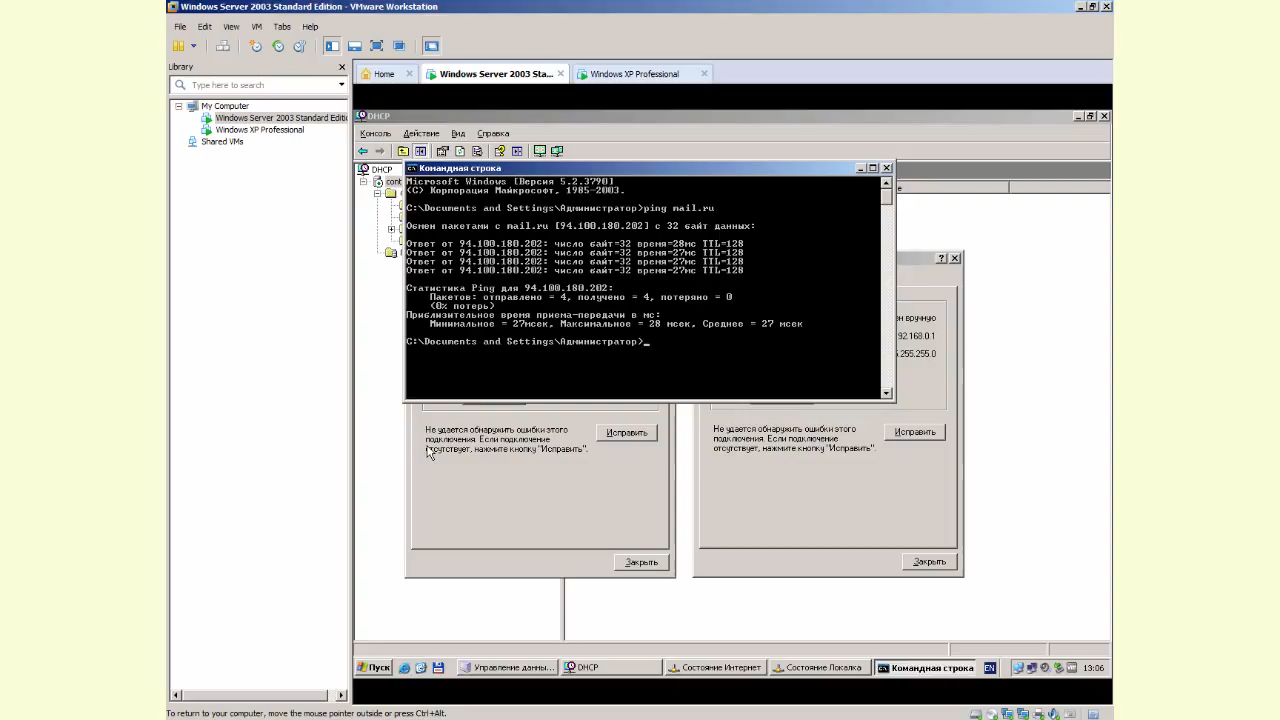 Windows Server 2003 Standard Edition - VMware Workstation
File Edit View VM Tabs Help
Library
Type here to search
My Computer
Windows Server 2003 Standard Editic
Windows XP Professional
Shared VMs
Home
Windows Server 2003 Sta...
Windows XP Professional
DHCP
Консоль Действие Вид Справка
DHCP
cont
Командная строка
Microsoft Windows [Версия 5.2.3790]
(С) Корпорация Майкрософт, 1985-2003.
C:\Documents and Settings\Администратор>ping mail.ru
Обмен пакетами с mail.ru [94.100.180.202] с 32 байт данных:
Ответ от 94.100.180.202: число байт=32 время=28мс TTL=128
Ответ от 94.100.180.202: число байт=32 время=27мс TTL=128
Ответ от 94.100.180.202: число байт=32 время=27мс TTL=128
Ответ от 94.100.180.202: число байт=32 время=27мс TTL=128
Статистика Ping для 94.100.180.202:
Пакетов: отправлено = 4, получено = 4, потеряно = 0
(0% потерь)
Приблизительное время приема-передачи в мс:
Минимальное = 27мсек, Максимальное = 28 мсек, Среднее = 27 мсек
C:\Documents and Settings\Администратор>_
ен вручную
92.168.0.1
5.255.255.0
Не удается обнаружить ошибки этого
подключения. Если подключение
отсутствует, нажмите кнопку "Исправить".
Исправить
Закрыть
Не удается обнаружить ошибки этого
подключения. Если подключение
отсутствует, нажмите кнопку "Исправить".
Исправить
Закрыть
Пуск
Управление данны...
DHCP
Состояние Интернет
Состояние Локалка
Командная строка
EN
13:06
To return to your computer, move the mouse pointer outside or press Ctrl+Alt.